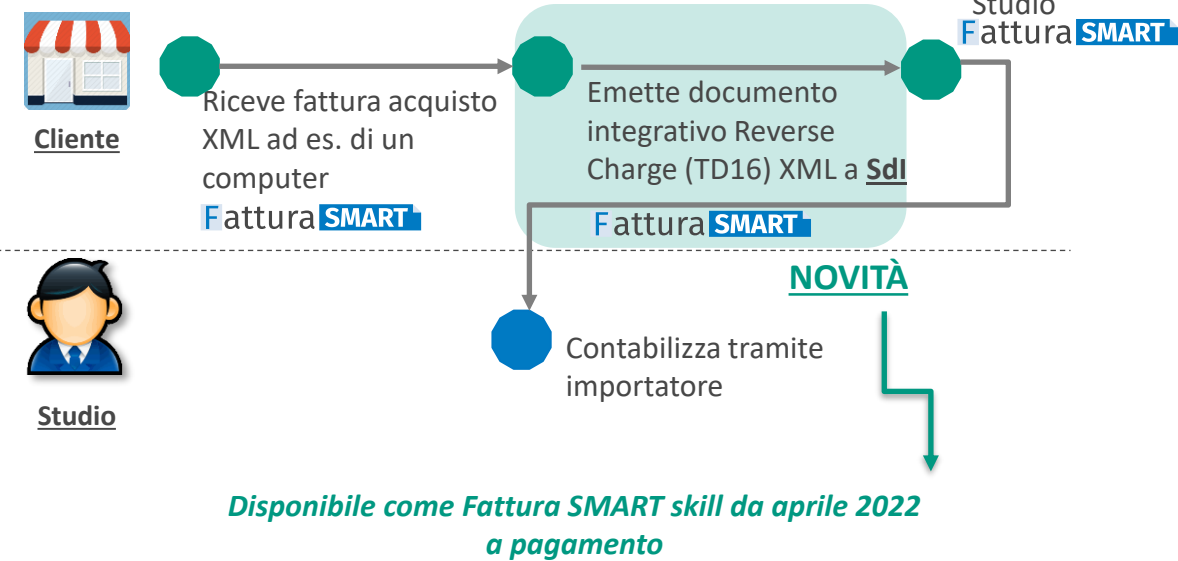 Studio
Fattura SMART
Cliente
Riceve fattura acquisto
XML ad es. di un
computer
Fattura SMART
Emette documento
integrativo Reverse
Charge (TD16) XML a SdI
Fattura SMART
NOVITÀ
Contabilizza tramite
importatore
Studio
Disponibile come Fattura SMART skill da aprile 2022
a pagamento